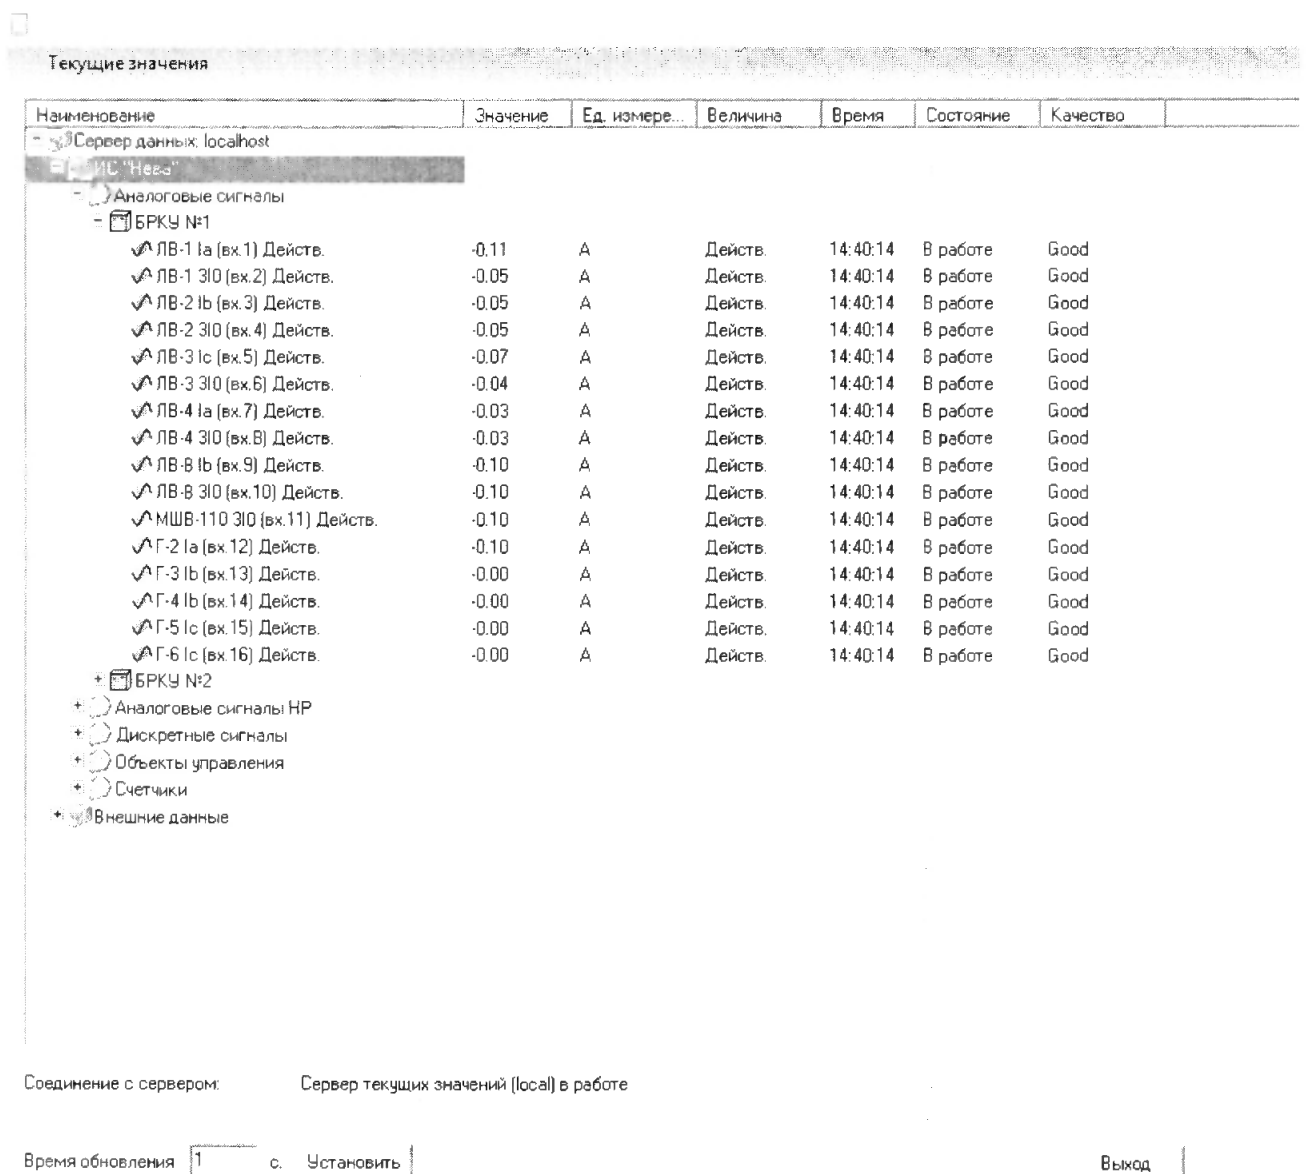 Текущие значения
Наименование Значение Ед. измере... Величина Время Состояние Качество
Сервер данных: localhost
ИС "Нева"
Аналоговые сигналы
БРКУ №1
ЛВ-1 Ia (вх.1) Действ. -0.11 А Действ. 14:40:14 В работе Good
ЛВ-1 3I0 (вх.2) Действ. -0.05 А Действ. 14:40:14 В работе Good
ЛВ-2 Ib (вх.3) Действ. -0.05 А Действ. 14:40:14 В работе Good
ЛВ-2 3I0 (вх.4) Действ. -0.05 А Действ. 14:40:14 В работе Good
ЛВ-3 Ic (вх.5) Действ. -0.07 А Действ. 14:40:14 В работе Good
ЛВ-3 3I0 (вх.6) Действ. -0.04 А Действ. 14:40:14 В работе Good
ЛВ-4 Ia (вх.7) Действ. -0.03 А Действ. 14:40:14 В работе Good
ЛВ-4 3I0 (вх.8) Действ. -0.03 А Действ. 14:40:14 В работе Good
ЛВ-8 Ib (вх.9) Действ. -0.10 А Действ. 14:40:14 В работе Good
ЛВ-8 3I0 (вх.10) Действ. -0.10 А Действ. 14:40:14 В работе Good
МШВ-110 3I0 (вх.11) Действ. -0.10 А Действ. 14:40:14 В работе Good
Г-2 Ia (вх.12) Действ. -0.10 А Действ. 14:40:14 В работе Good
Г-3 Ib (вх.13) Действ. -0.00 А Действ. 14:40:14 В работе Good
Г-4 Ib (вх.14) Действ. -0.00 А Действ. 14:40:14 В работе Good
Г-5 Ic (вх.15) Действ. -0.00 А Действ. 14:40:14 В работе Good
Г-6 Ic (вх.16) Действ. -0.00 А Действ. 14:40:14 В работе Good
БРКУ №2
Аналоговые сигналы НР
Дискретные сигналы
Объекты управления
Счетчики
Внешние данные
Соединение с сервером: Сервер текущих значений (local) в работе
Время обновления 1 с. Установить Выход